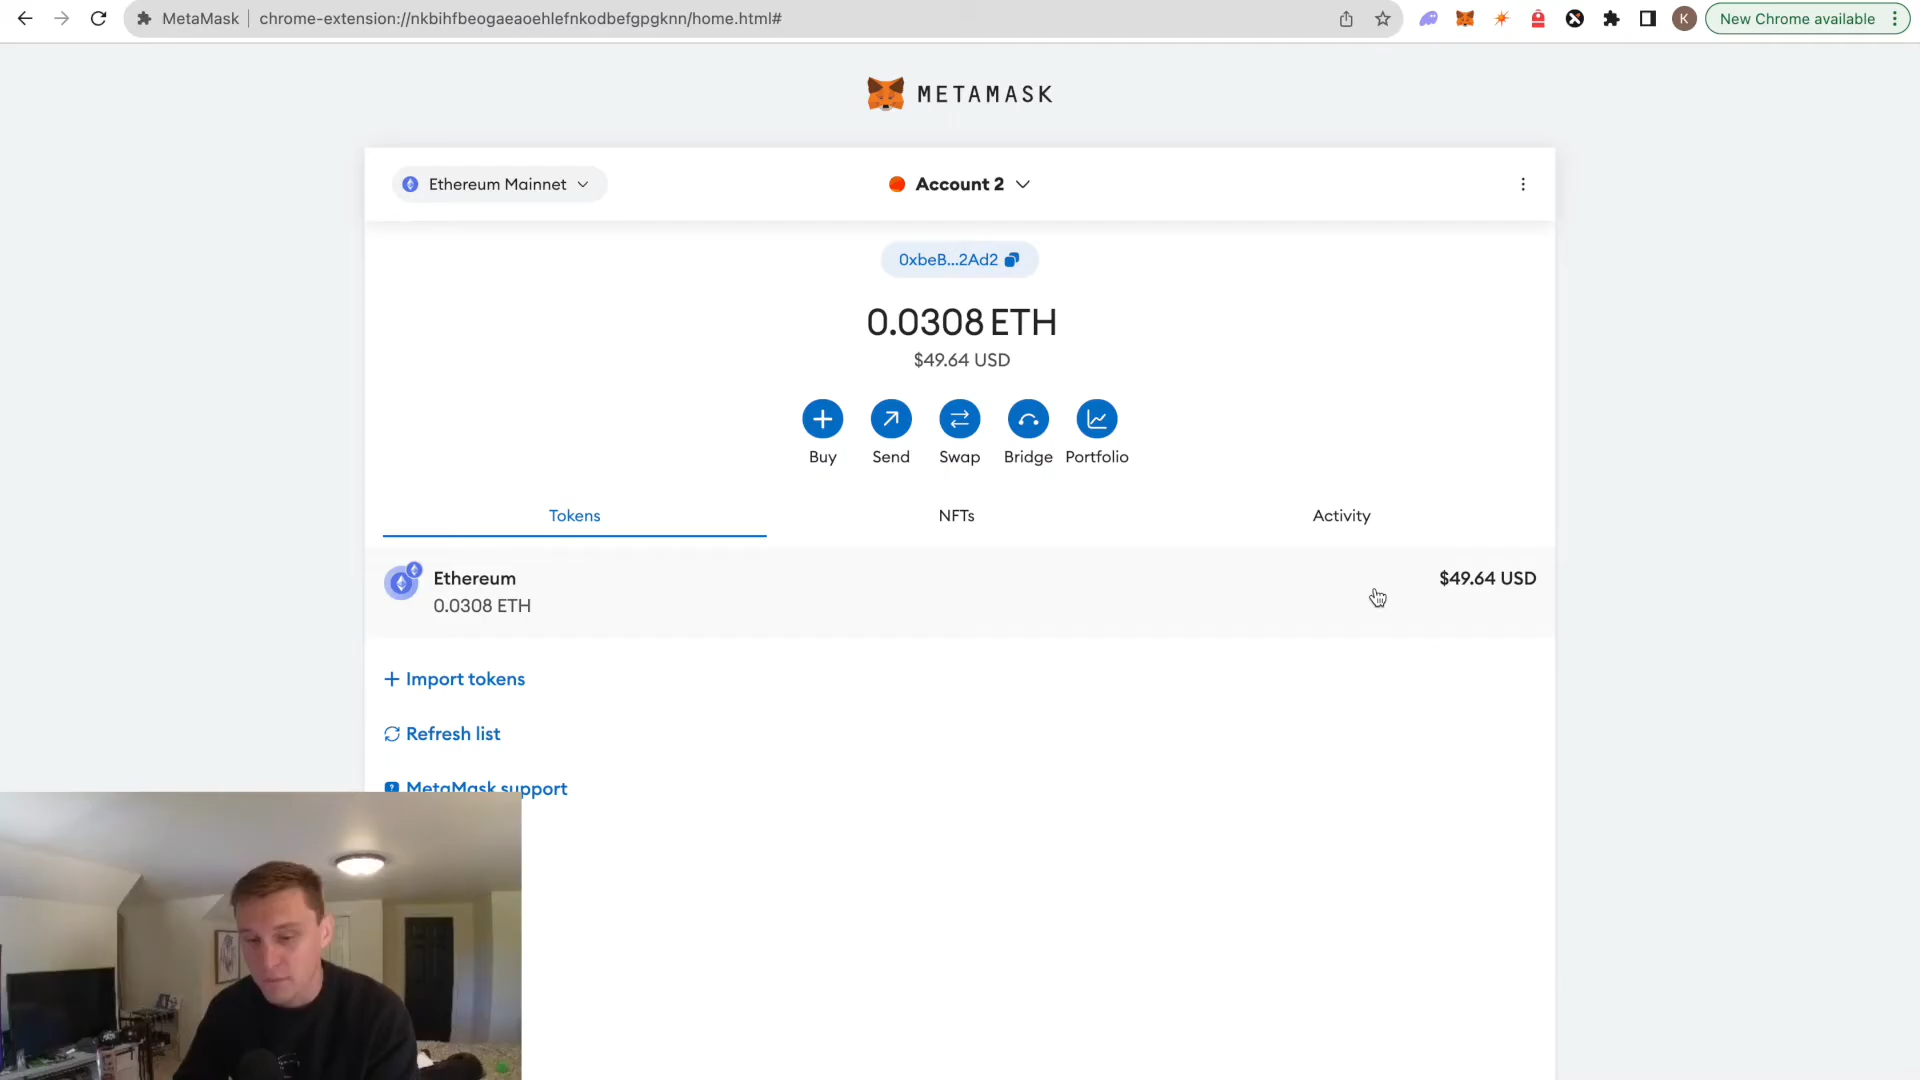 MetaMask chrome-extension://nkbihfbeogaeaoehlefnkodbefgpgknn/home.html# K New Chrome available
METAMASK
Ethereum Mainnet Account 2
0xbeB...2Ad2
0.0308 ETH
$49.64 USD
Buy Send Swap Bridge Portfolio
Tokens NFTs Activity
Ethereum $49.64 USD
0.0308 ETH
Import tokens
Refresh list
MetaMask support